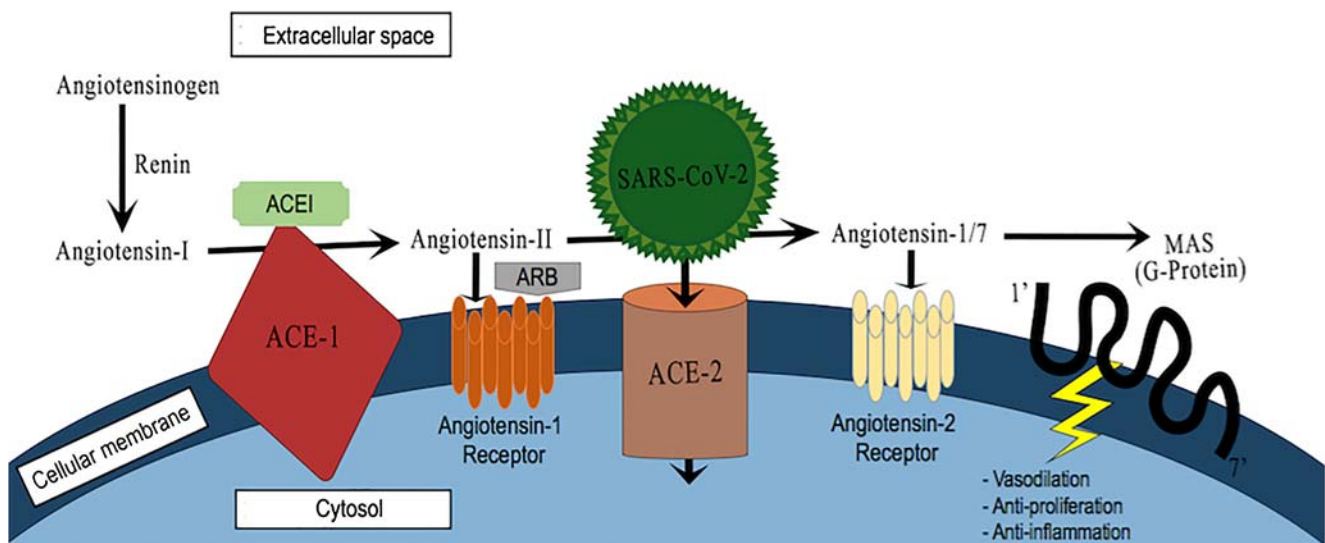 Extracellular space
Angiotensinogen
Renin
ACEI
SARS-CoV-2
Angiotensin-I
Angiotensin-II
Angiotensin-1/7
MAS
(G-Protein)
ARB
1’
ACE-1
ACE-2
Angiotensin-1
Receptor
Angiotensin-2
Receptor
Cellular membrane
7’
Cytosol
- Vasodilation
- Anti-proliferation
- Anti-inflammation